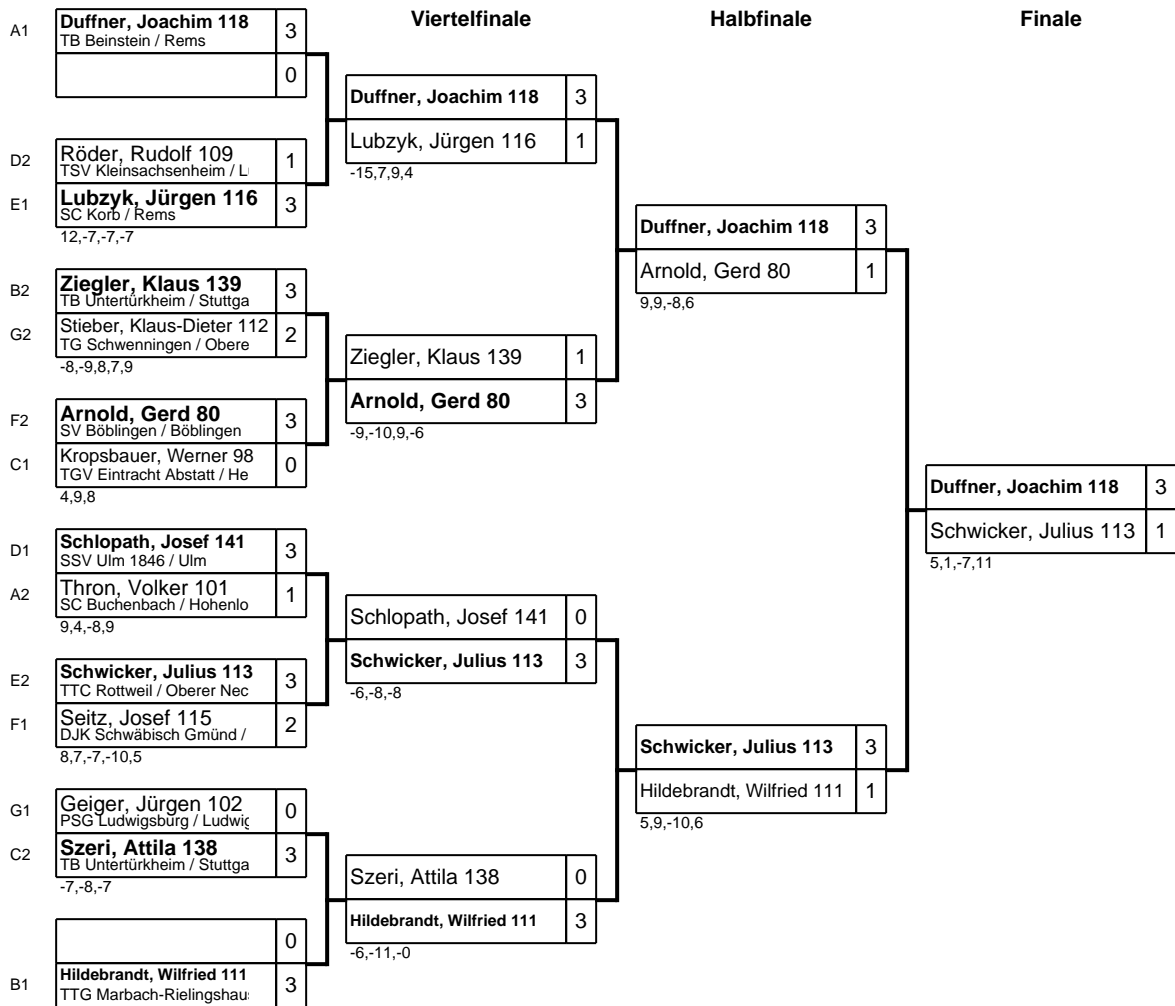 Viertelfinale
Halbfinale
Finale
A1
Duffner, Joachim 118
3
TB Beinstein / Rems
0
D2
Röder, Rudolf 109
1
TSV Kleinsachsenheim / L
E1
Lubzyk, Jürgen 116
3
SC Korb / Rems
12,-7,-7,-7
B2
Ziegler, Klaus 139
3
TB Untertürkheim / Stuttga
G2
Stieber, Klaus-Dieter 112
2
TG Schwenningen / Obere
-8,-9,8,7,9
F2
Arnold, Gerd 80
3
SV Böblingen / Böblingen
C1
Kropsbauer, Werner 98
0
TGV Eintracht Abstatt / He
4,9,8
D1
Schlopath, Josef 141
3
SSV Ulm 1846 / Ulm
A2
Thron, Volker 101
1
SC Buchenbach / Hohenlo
9,4,-8,9
E2
Schwicker, Julius 113
3
TTC Rottweil / Oberer Nec
F1
Seitz, Josef 115
2
DJK Schwäbisch Gmünd /
8,7,-7,-10,5
G1
Geiger, Jürgen 102
0
PSG Ludwigsburg / Ludwig
C2
Szeri, Attila 138
3
TB Untertürkheim / Stuttga
-7,-8,-7
0
B1
Hildebrandt, Wilfried 111
3
TTG Marbach-Rielingshau
Duffner, Joachim 118
3
Lubzyk, Jürgen 116
1
-15,7,9,4
Ziegler, Klaus 139
1
Arnold, Gerd 80
3
-9,-10,9,-6
Schlopath, Josef 141
0
Schwicker, Julius 113
3
-6,-8,-8
Szeri, Attila 138
0
Hildebrandt, Wilfried 111
3
-6,-11,-0
Duffner, Joachim 118
3
Arnold, Gerd 80
1
9,9,-8,6
Schwicker, Julius 113
3
Hildebrandt, Wilfried 111
1
5,9,-10,6
Duffner, Joachim 118
3
Schwicker, Julius 113
1
5,1,-7,11